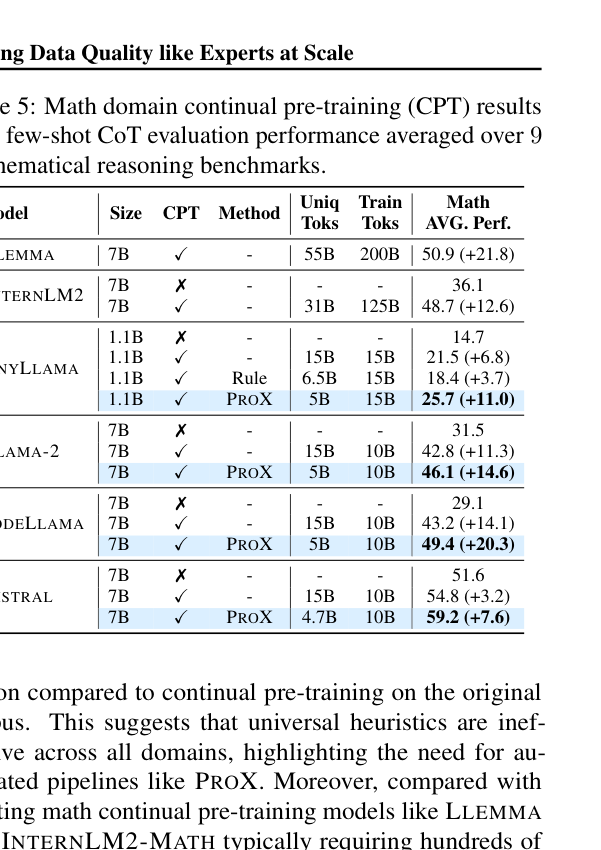 ng Data Quality like Experts at Scale
e 5: Math domain continual pre-training (CPT) results
few-shot CoT evaluation performance averaged over 9
hematical reasoning benchmarks.
odel Size CPT Method Uniq Toks Train Toks Math AVG. Perf.
LEMMA 7B ✓ - 55B 200B 50.9 (+21.8)
NTERNLM2 7B ✗ - - - 36.1
7B ✓ - 31B 125B 48.7 (+12.6)
NYLLAMA 1.1B ✗ - - - 14.7
1.1B ✓ - 15B 15B 21.5 (+6.8)
1.1B ✓ Rule 6.5B 15B 18.4 (+3.7)
1.1B ✓ PROX 5B 15B 25.7 (+11.0)
LAMA-2 7B ✗ - - - 31.5
7B ✓ - 15B 10B 42.8 (+11.3)
7B ✓ PROX 5B 10B 46.1 (+14.6)
ODELLAMA 7B ✗ - - - 29.1
7B ✓ - 15B 10B 43.2 (+14.1)
7B ✓ PROX 5B 10B 49.4 (+20.3)
STRAL 7B ✗ - - - 51.6
7B ✓ - 15B 10B 54.8 (+3.2)
7B ✓ PROX 4.7B 10B 59.2 (+7.6)
on compared to continual pre-training on the original
pus. This suggests that universal heuristics are inef-
ve across all domains, highlighting the need for au-
ated pipelines like PROX. Moreover, compared with
ting math continual pre-training models like LLEMMA
INTERNLM2-MATH typically requiring hundreds of